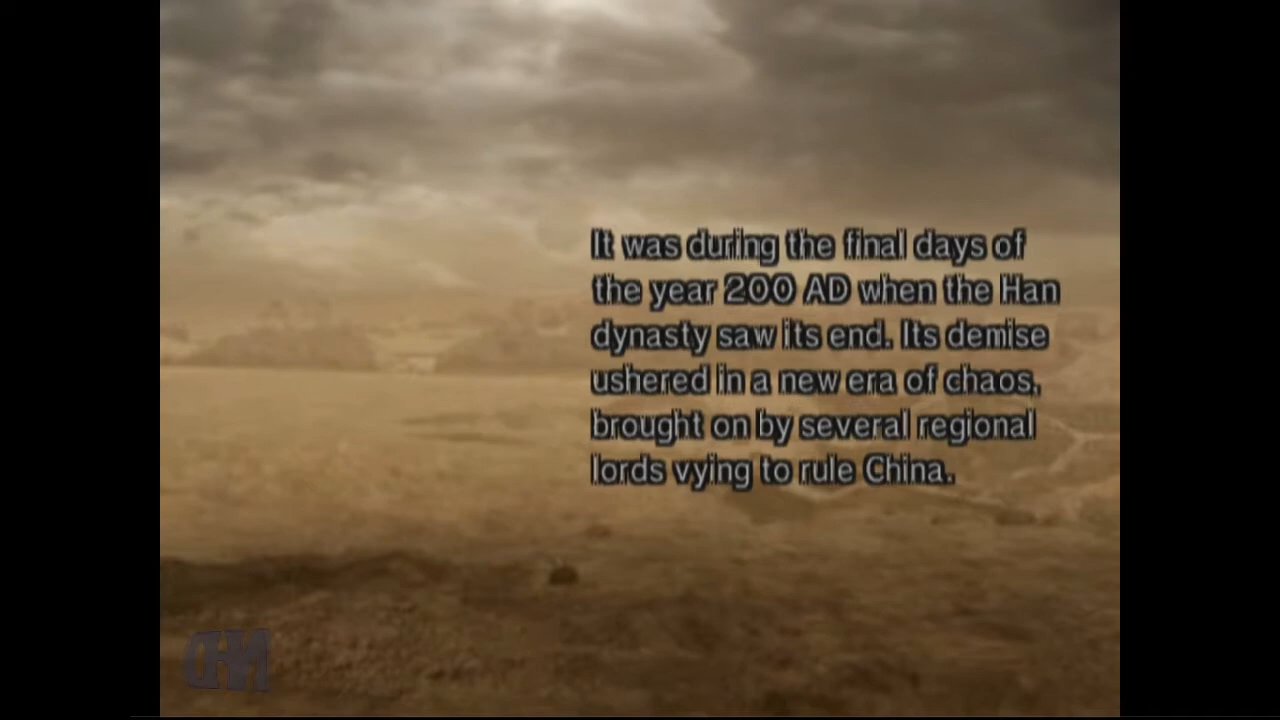 It was during the final days of
the year 200 AD when the Han
dynasty saw its end. Its demise
ushered in a new era of chaos,
brought on by several regional
lords vying to rule China.